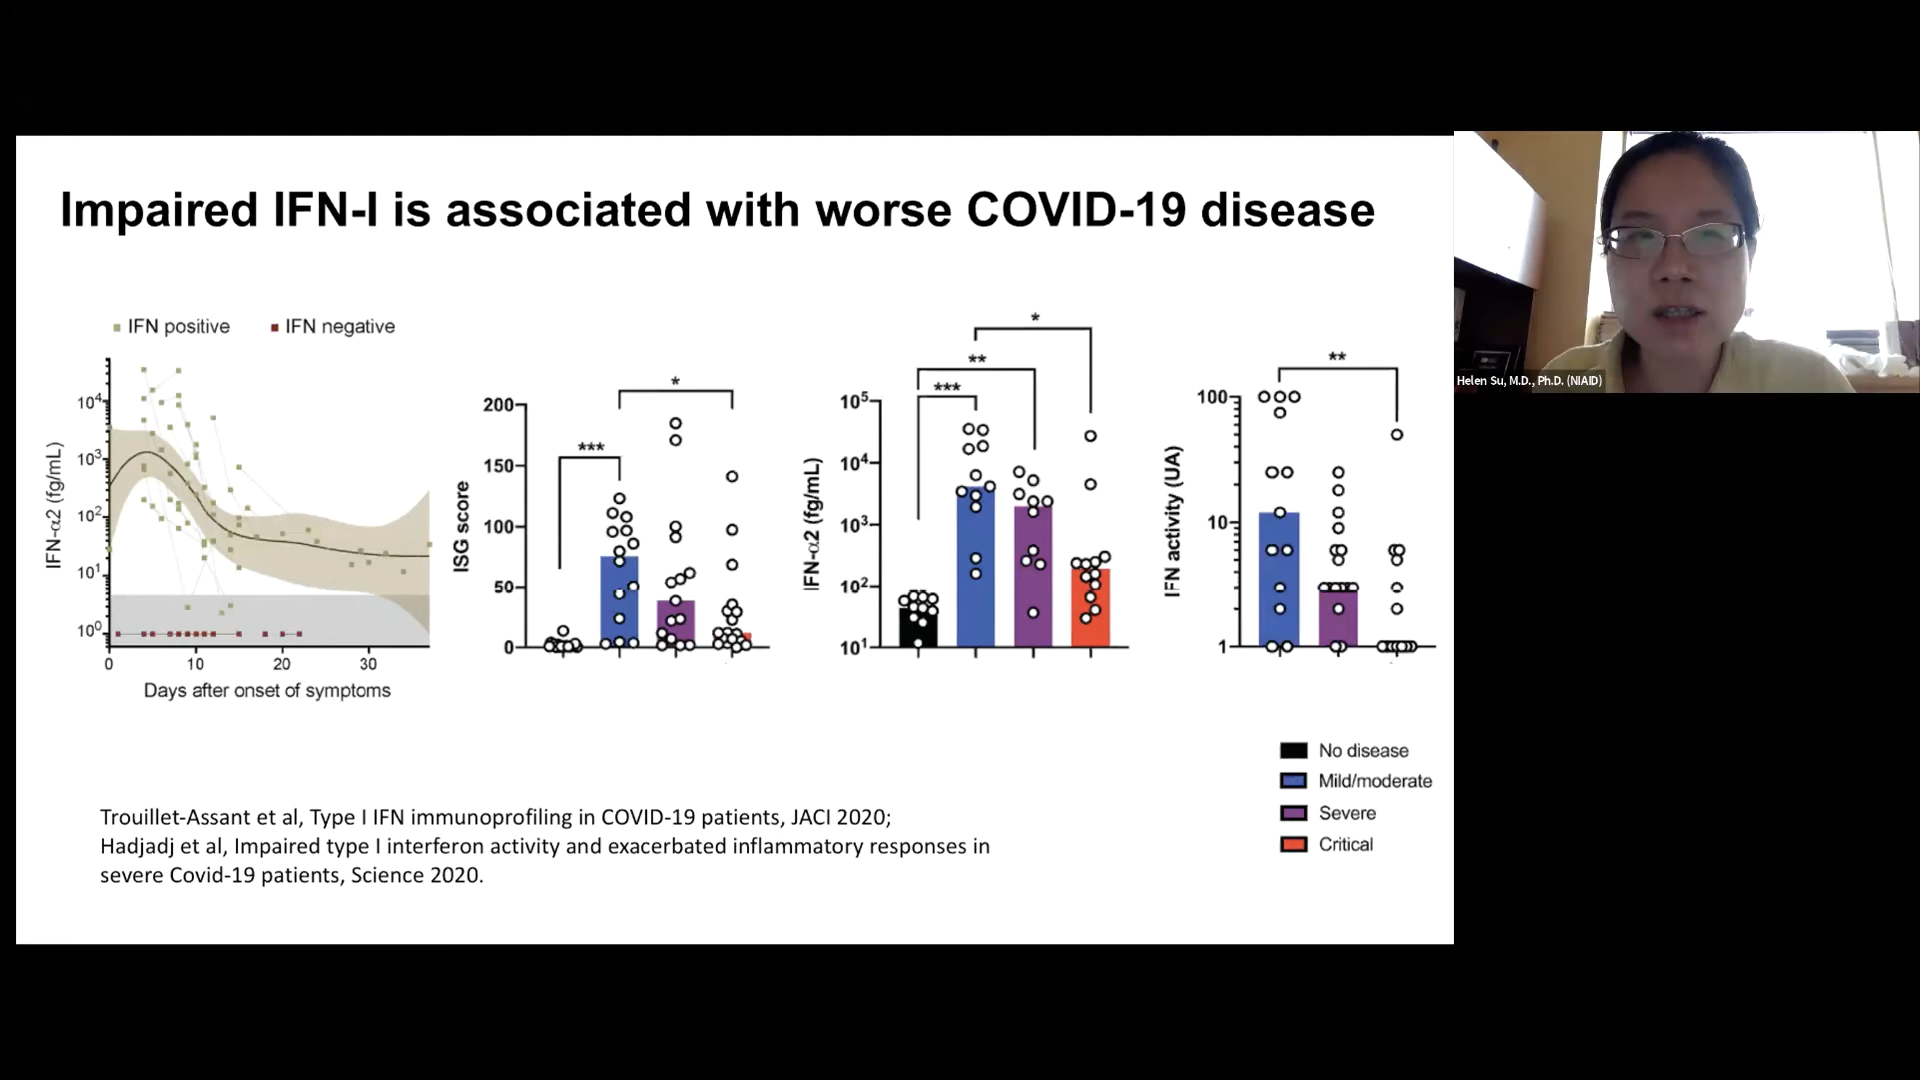 Impaired IFN-I is associated with worse COVID-19 disease
IFN positive
IFN negative
IFN-α2 (fg/mL)
10⁴
10³
10²
10¹
10⁰
0
10
20
30
Days after onset of symptoms
ISG score
200
150
100
50
0
***
*
IFN-α2 (fg/mL)
10⁵
10⁴
10³
10²
10¹
***
**
*
IFN activity (UA)
100
10
1
**
No disease
Mild/moderate
Severe
Critical
Trouillet-Assant et al, Type I IFN immunoprofiling in COVID-19 patients, JACI 2020;
Hadjadj et al, Impaired type I interferon activity and exacerbated inflammatory responses in
severe Covid-19 patients, Science 2020.
Helen Su, M.D., Ph.D. (NIAID)